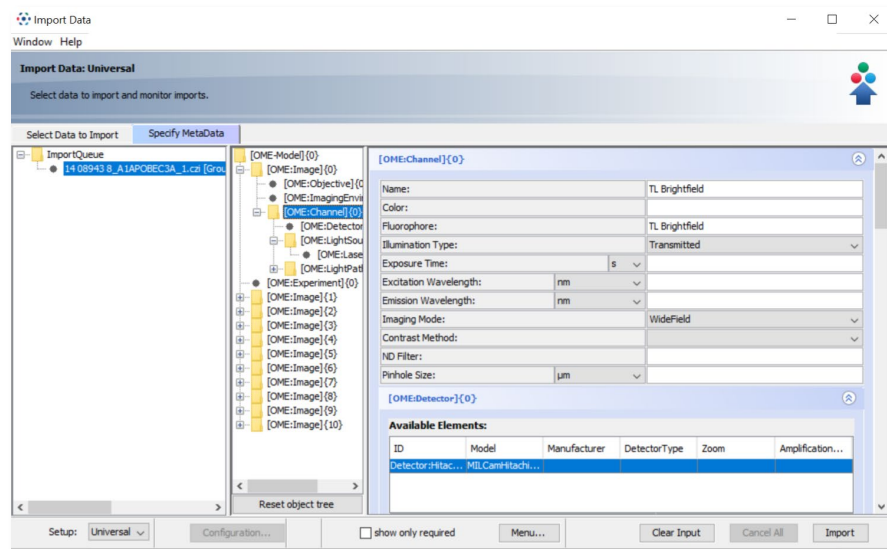 Import Data
Window Help
Import Data: Universal
Select data to import and monitor imports.
Select Data to Import Specify MetaData
ImportQueue
14 08943 8_A1APOBEC3A_1.czi [Grou
[OME-Model]{0}
[OME:Image]{0}
[OME:Objective]{0
[OME:ImagingEnvi
[OME:Channel]{0}
[OME:Detector
[OME:LightSou
[OME:Lase
[OME:LightPatl
[OME:Experiment]{0}
[OME:Image]{1}
[OME:Image]{2}
[OME:Image]{3}
[OME:Image]{4}
[OME:Image]{5}
[OME:Image]{6}
[OME:Image]{7}
[OME:Image]{8}
[OME:Image]{9}
[OME:Image]{10}
Reset object tree
[OME:Channel]{0}
Name: TL Brightfield
Color:
Fluorophore: TL Brightfield
Illumination Type: Transmitted
Exposure Time: s
Excitation Wavelength: nm
Emission Wavelength: nm
Imaging Mode: WideField
Contrast Method:
ND Filter:
Pinhole Size: µm
[OME:Detector]{0}
Available Elements:
ID Model Manufacturer DetectorType Zoom Amplification...
Detector:Hitac... MILCamHitachi...
Setup: Universal Configuration... show only required Menu... Clear Input Cancel All Import